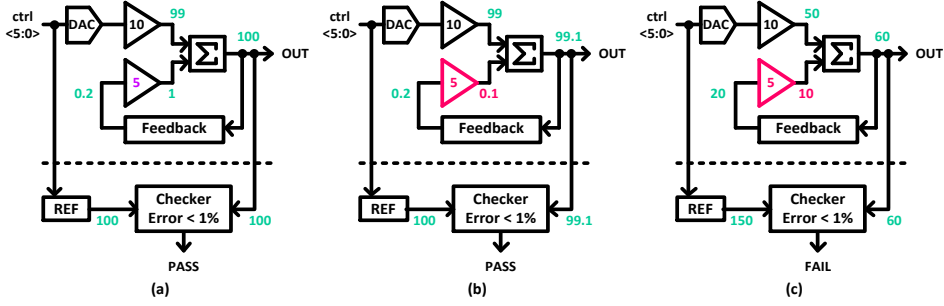 ctrl
<5:0>
DAC
10
99
100
Σ
OUT
5
0.2
1
Feedback
REF
100
Checker
Error < 1%
100
PASS
(a)
ctrl
<5:0>
DAC
10
99
99.1
Σ
OUT
5
0.2
0.1
Feedback
REF
100
Checker
Error < 1%
99.1
PASS
(b)
ctrl
<5:0>
DAC
10
50
60
Σ
OUT
5
20
10
Feedback
60
REF
150
Checker
Error < 1%
60
FAIL
(c)